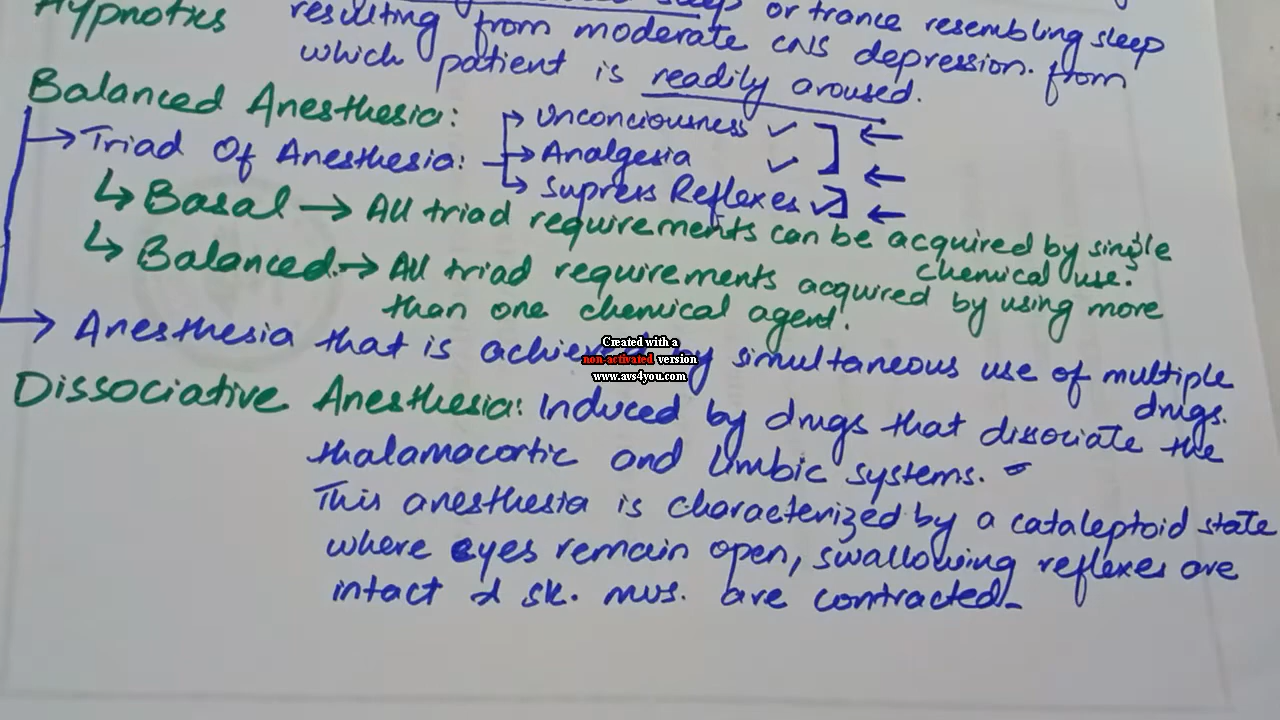 Hypnotics resulting from moderate CNS depression. from
or trance resembling sleep
which patient is readily aroused.
Balanced Anesthesia:
→ Triad Of Anesthesia: → Unconciousness ✓
→ Analgesia ✓
→ Supress Reflexes ✓
↳ Basal → All triad requirements can be acquired by single
chemical use.
↳ Balanced. → All triad requirements acquired by using more
than one chemical agent.
→ Anesthesia that is by simultaneous use of multiple
drugs.
Created with a
non-activated version
www.avs4you.com
Dissociative Anesthesia: Induced by drugs that dissociate the
thalamacortic and limbic systems.
This anesthesia is characterized by a cataleptoid state
where eyes remain open, swallowing reflexes are
intact & sk. mus. are contracted.